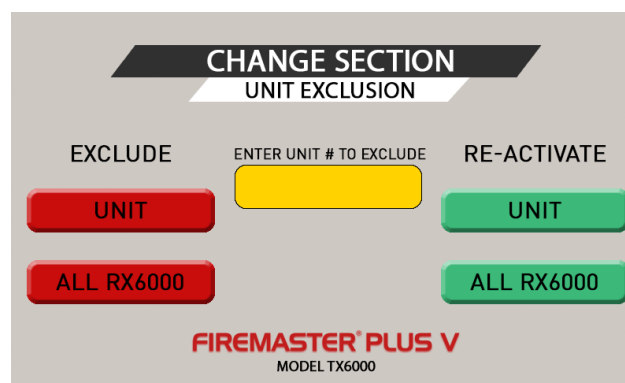 CHANGE SECTION
UNIT EXCLUSION
EXCLUDE
ENTER UNIT # TO EXCLUDE
RE-ACTIVATE
UNIT
UNIT
ALL RX6000
ALL RX6000
FIREMASTER® PLUS V
MODEL TX6000